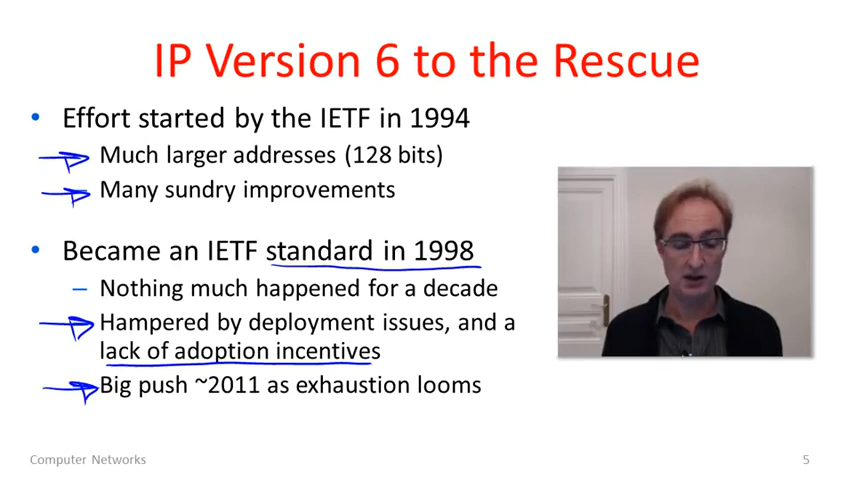 IP Version 6 to the Rescue
• Effort started by the IETF in 1994
Much larger addresses (128 bits)
Many sundry improvements
• Became an IETF standard in 1998
– Nothing much happened for a decade
Hampered by deployment issues, and a
lack of adoption incentives
Big push ~2011 as exhaustion looms
Computer Networks
5